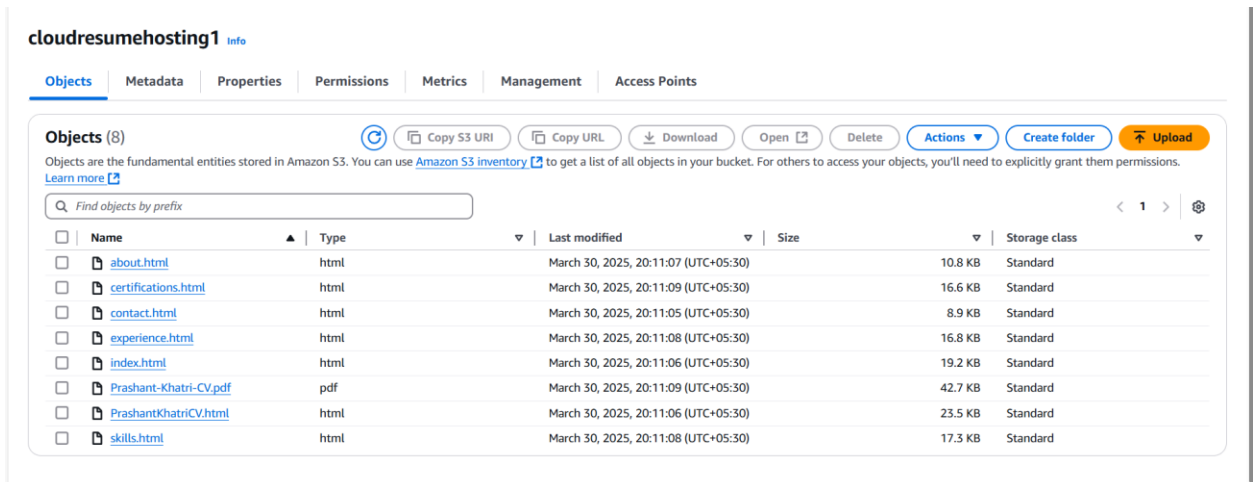 cloudresumehosting1 Info
Objects Metadata Properties Permissions Metrics Management Access Points
Objects (8) Copy S3 URI Copy URL Download Open Delete Actions Create folder Upload
Objects are the fundamental entities stored in Amazon S3. You can use Amazon S3 inventory to get a list of all objects in your bucket. For others to access your objects, you'll need to explicitly grant them permissions.
Learn more
Find objects by prefix 1
Name Type Last modified Size Storage class
about.html html March 30, 2025, 20:11:07 (UTC+05:30) 10.8 KB Standard
certifications.html html March 30, 2025, 20:11:09 (UTC+05:30) 16.6 KB Standard
contact.html html March 30, 2025, 20:11:05 (UTC+05:30) 8.9 KB Standard
experience.html html March 30, 2025, 20:11:08 (UTC+05:30) 16.8 KB Standard
index.html html March 30, 2025, 20:11:06 (UTC+05:30) 19.2 KB Standard
Prashant-Khatri-CV.pdf pdf March 30, 2025, 20:11:09 (UTC+05:30) 42.7 KB Standard
PrashantKhatriCV.html html March 30, 2025, 20:11:06 (UTC+05:30) 23.5 KB Standard
skills.html html March 30, 2025, 20:11:08 (UTC+05:30) 17.3 KB Standard